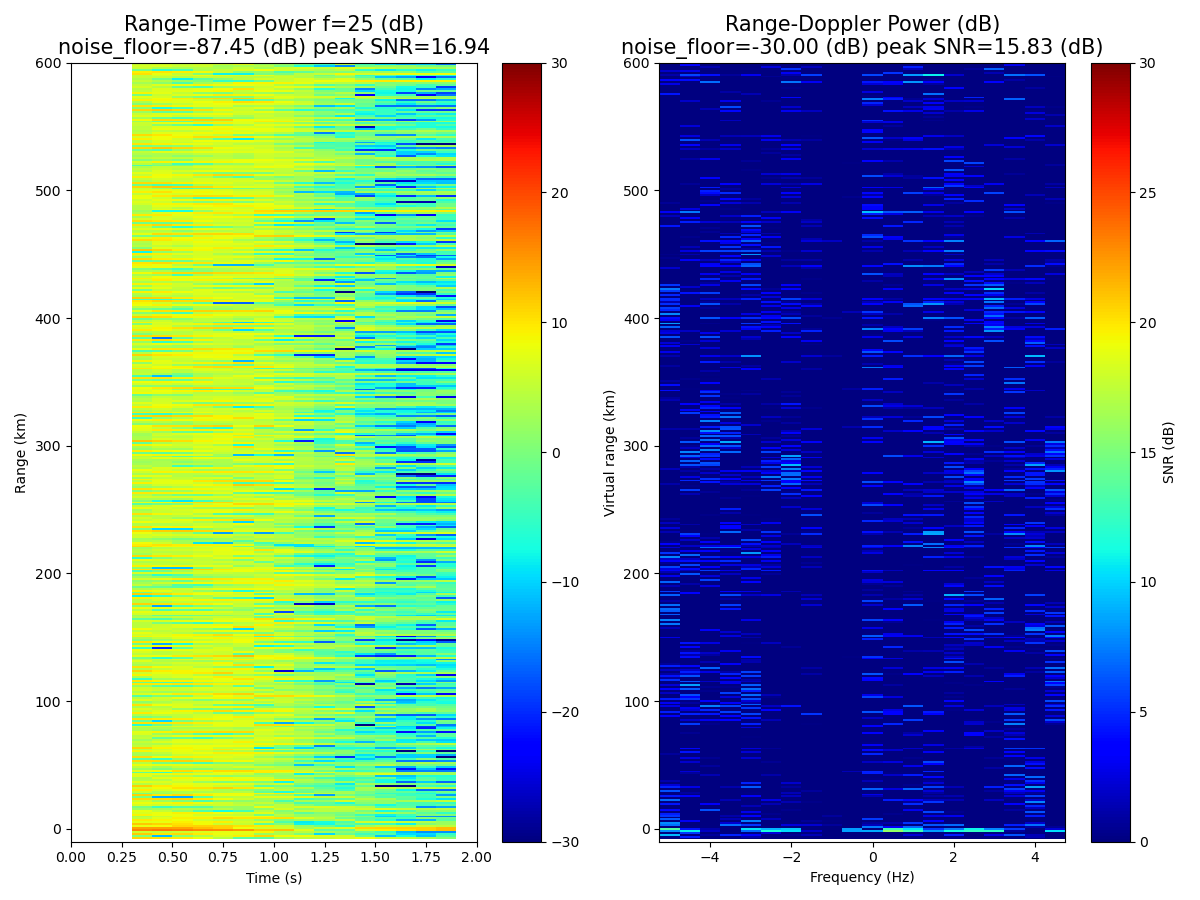 Range-Time Power f=25 (dB)
noise_floor=-87.45 (dB) peak SNR=16.94
600
500
400
300
200
100
0
Range (km)
0.00 0.25 0.50 0.75 1.00 1.25 1.50 1.75 2.00
Time (s)
30
20
10
0
−10
−20
−30
Range-Doppler Power (dB)
noise_floor=-30.00 (dB) peak SNR=15.83 (dB)
600
500
400
300
200
100
0
Virtual range (km)
−4 −2 0 2 4
Frequency (Hz)
30
25
20
15
10
5
0
SNR (dB)